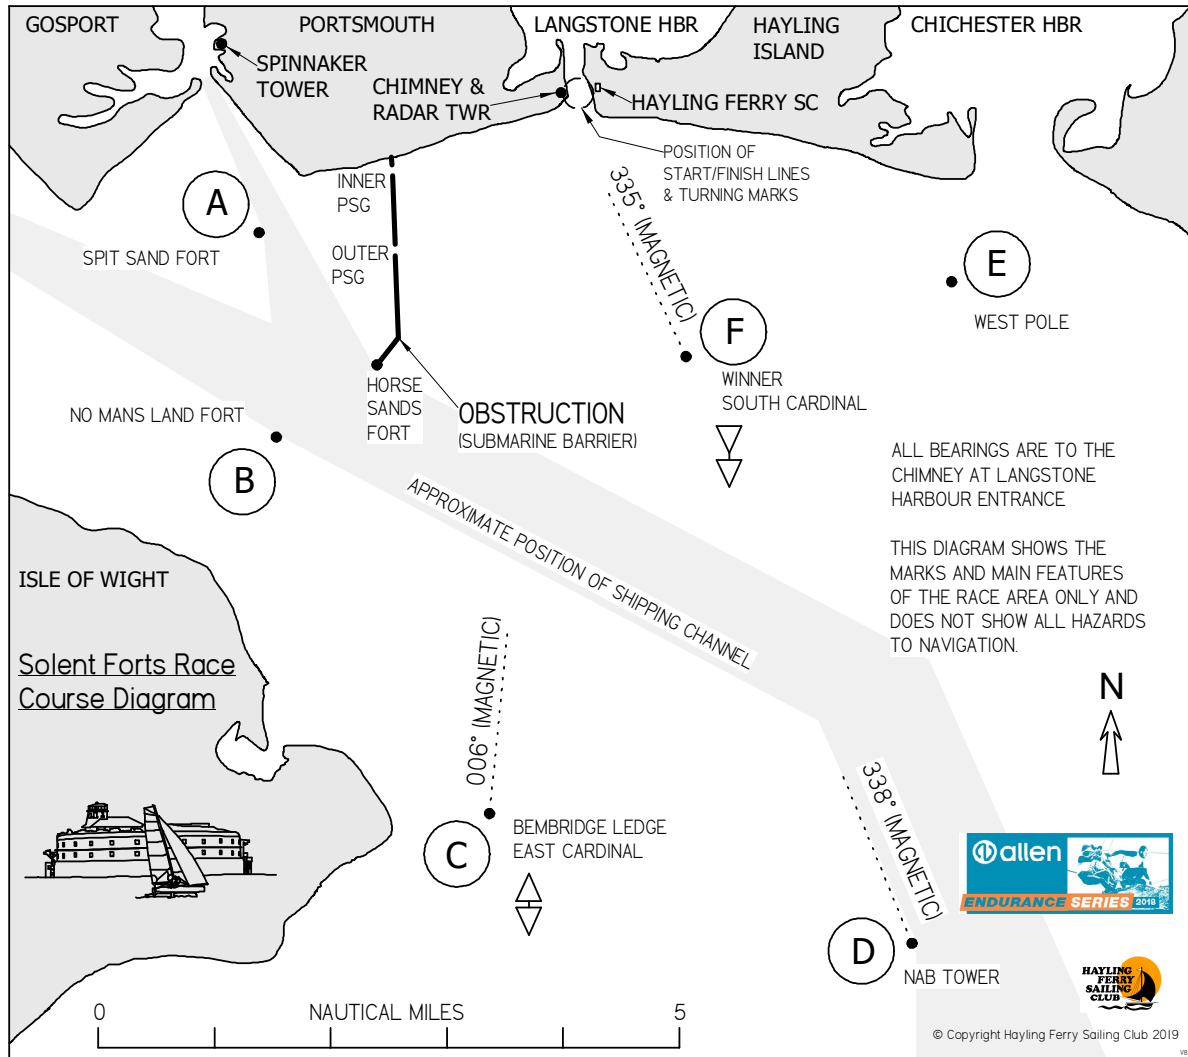 GOSPORT
PORTSMOUTH
LANGSTONE HBR
HAYLING
ISLAND
CHICHESTER HBR
SPINNAKER
TOWER
CHIMNEY &
RADAR TWR
HAYLING FERRY SC
POSITION OF
START/FINISH LINES
& TURNING MARKS
INNER
PSG
335° (MAGNETIC)
A
SPIT SAND FORT
OUTER
PSG
E
WEST POLE
F
WINNER
SOUTH CARDINAL
HORSE
SANDS
FORT
OBSTRUCTION
(SUBMARINE BARRIER)
NO MANS LAND FORT
B
ALL BEARINGS ARE TO THE
CHIMNEY AT LANGSTONE
HARBOUR ENTRANCE
THIS DIAGRAM SHOWS THE
MARKS AND MAIN FEATURES
OF THE RACE AREA ONLY AND
DOES NOT SHOW ALL HAZARDS
TO NAVIGATION.
APPROXIMATE POSITION OF SHIPPING CHANNEL
ISLE OF WIGHT
Solent Forts Race
Course Diagram
006° (MAGNETIC)
N
C
BEMBRIDGE LEDGE
EAST CARDINAL
338° (MAGNETIC)
D
NAB TOWER
allen
ENDURANCE SERIES 2018
HAYLING
FERRY
SAILING
CLUB
0
NAUTICAL MILES
5
© Copyright Hayling Ferry Sailing Club 2019